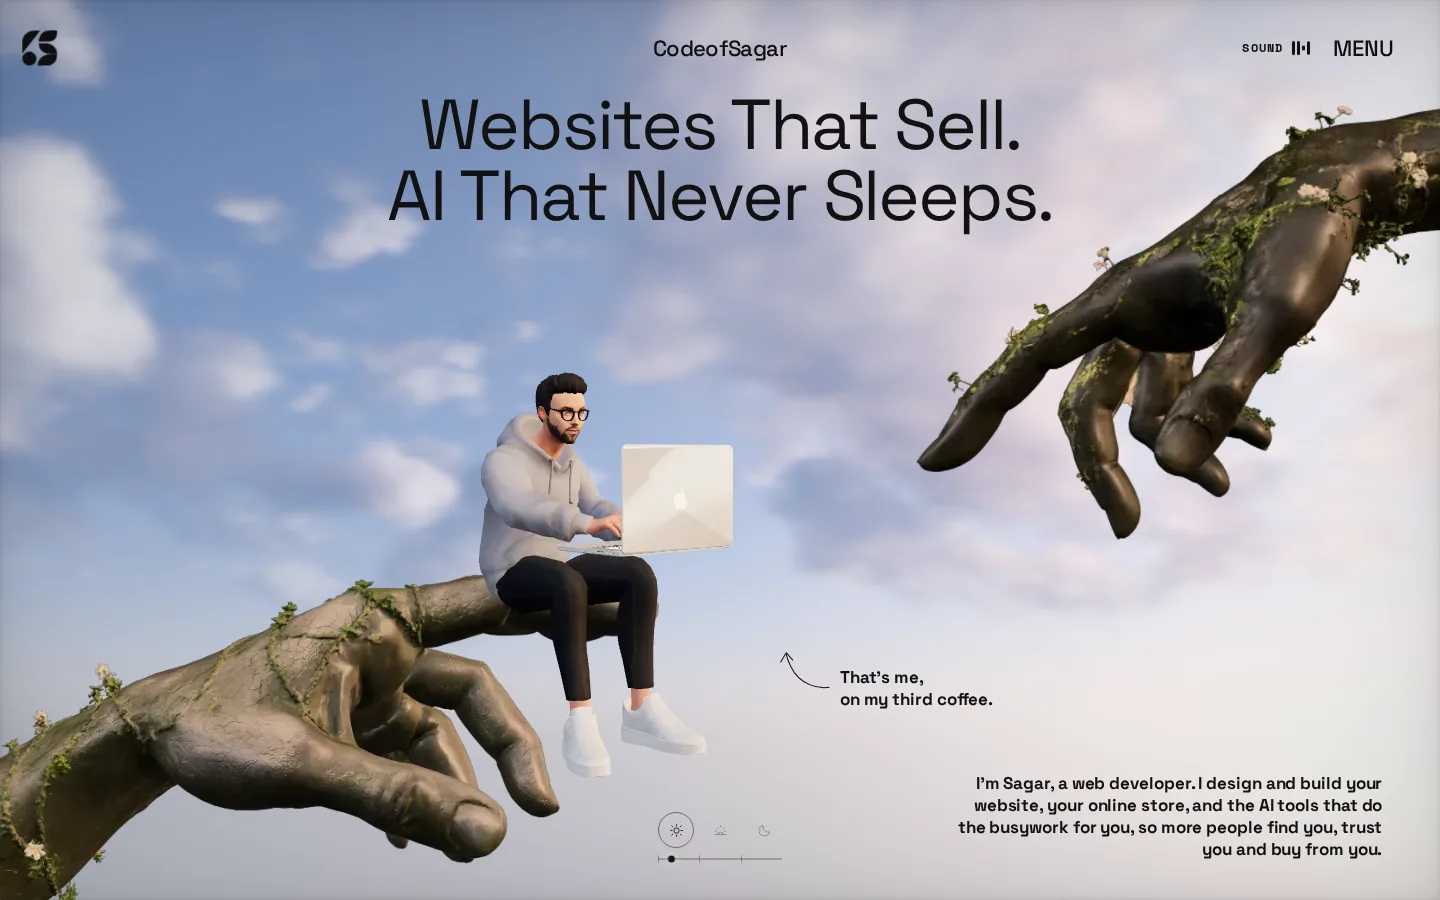 CodeofSagar
SOUND
MENU
Websites That Sell.
AI That Never Sleeps.
That's me,
on my third coffee.
I'm Sagar, a web developer. I design and build your
website, your online store, and the AI tools that do
the busywork for you, so more people find you, trust
you and buy from you.